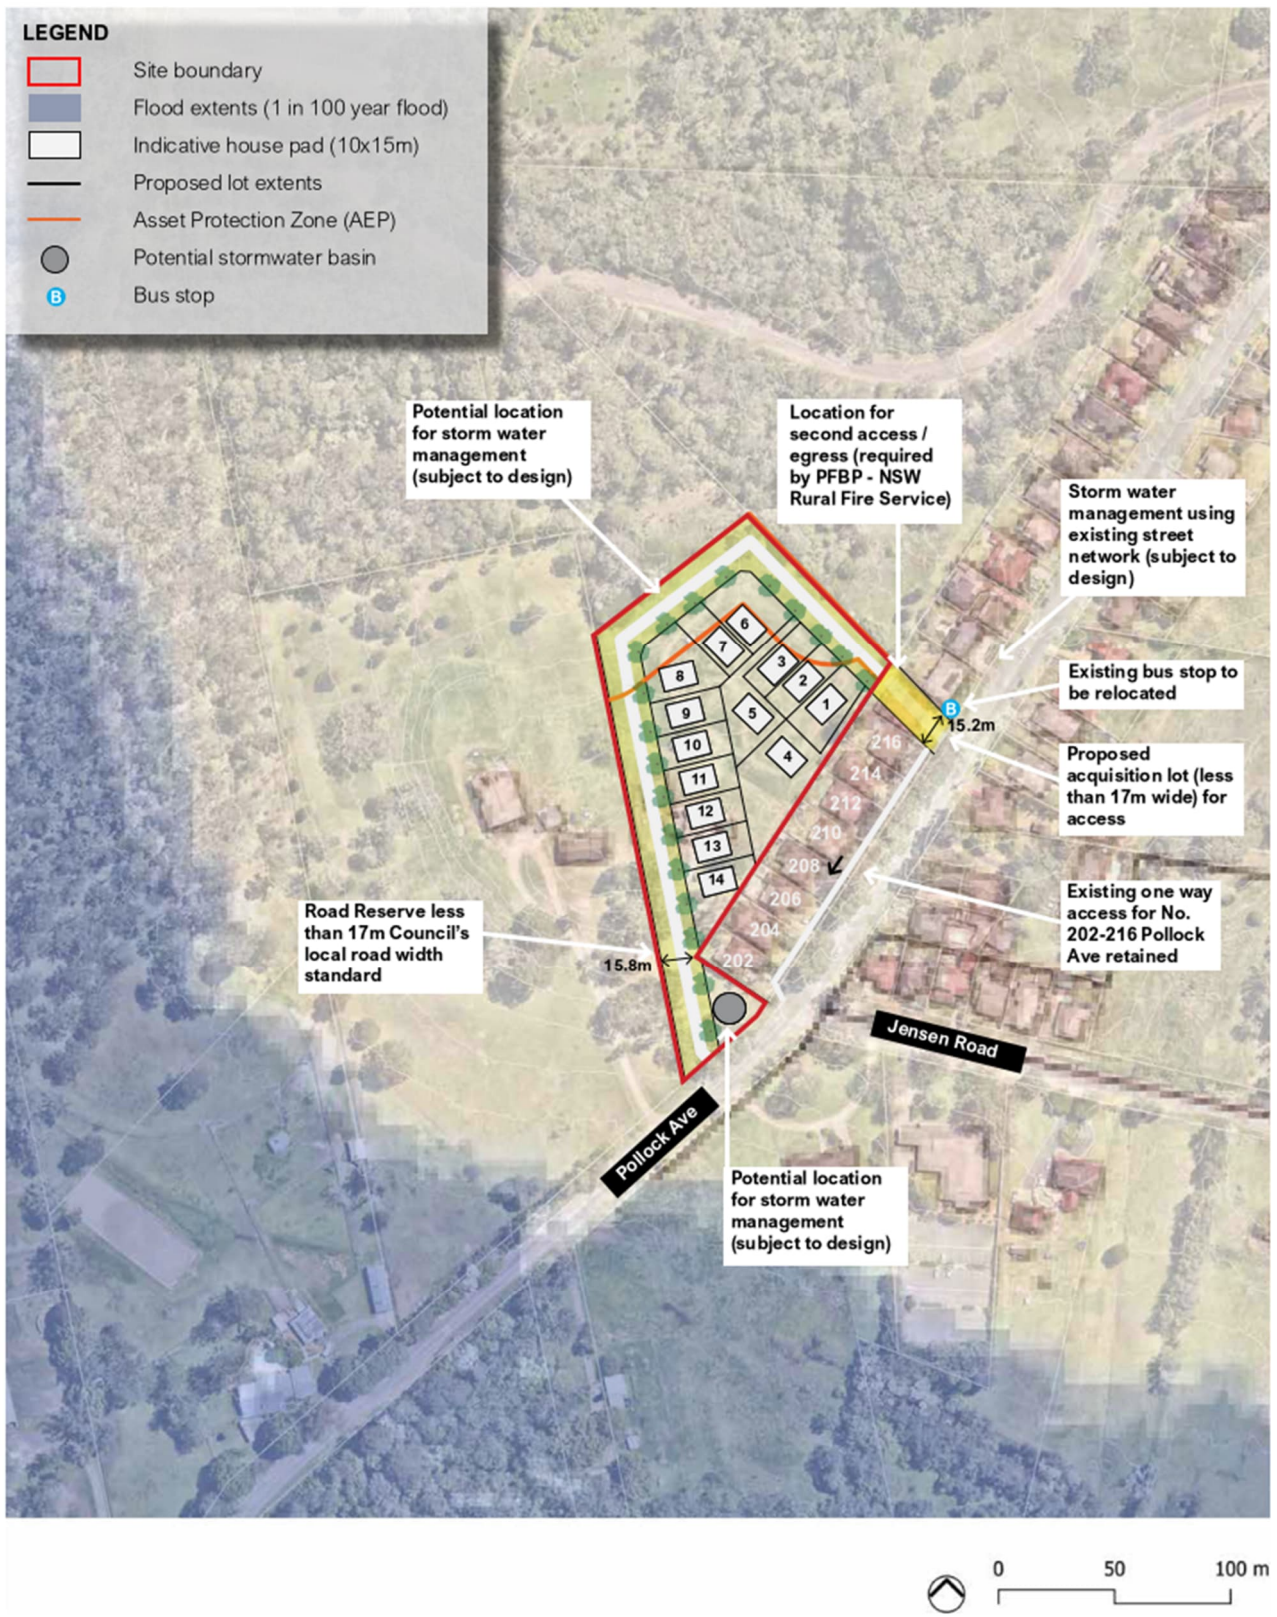 LEGEND
Site boundary
Flood extents (1 in 100 year flood)
Indicative house pad (10x15m)
Proposed lot extents
Asset Protection Zone (AEP)
Potential stormwater basin
B
Bus stop
Potential location
for storm water
management
(subject to design)
Location for
second access /
egress (required
by PFBP - NSW
Rural Fire Service)
Storm water
management using
existing street
network (subject to
design)
Existing bus stop to
be relocated
B
15.2m
Proposed
acquisition lot (less
than 17m wide) for
access
Existing one way
access for No.
202-216 Pollock
Ave retained
6
7
3
8
2
1
9
5
10
4
11
12
13
14
216
214
212
210
208
206
204
202
Road Reserve less
than 17m Council's
local road width
standard
15.8m
Jensen Road
Pollock Ave
Potential location
for storm water
management
(subject to design)
0
50
100 m